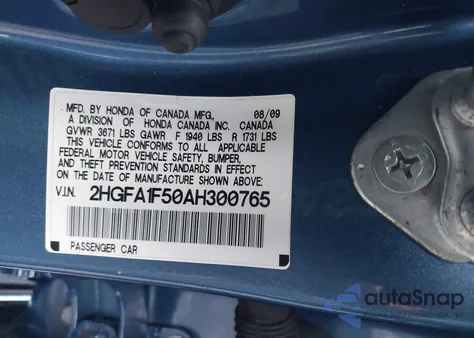 MFD. BY HONDA OF CANADA MFG., 08/09
A DIVISION OF HONDA CANADA INC. CANADA
GVWR 3671 LBS GAWR F 1940 LBS R 1731 LBS
THIS VEHICLE CONFORMS TO ALL APPLICABLE
FEDERAL MOTOR VEHICLE SAFETY, BUMPER,
AND THEFT PREVENTION STANDARDS IN EFFECT
ON THE DATE OF MANUFACTURE SHOWN ABOVE.
V.I.N. 2HGFA1F50AH300765
PASSENGER CAR
autoSnap